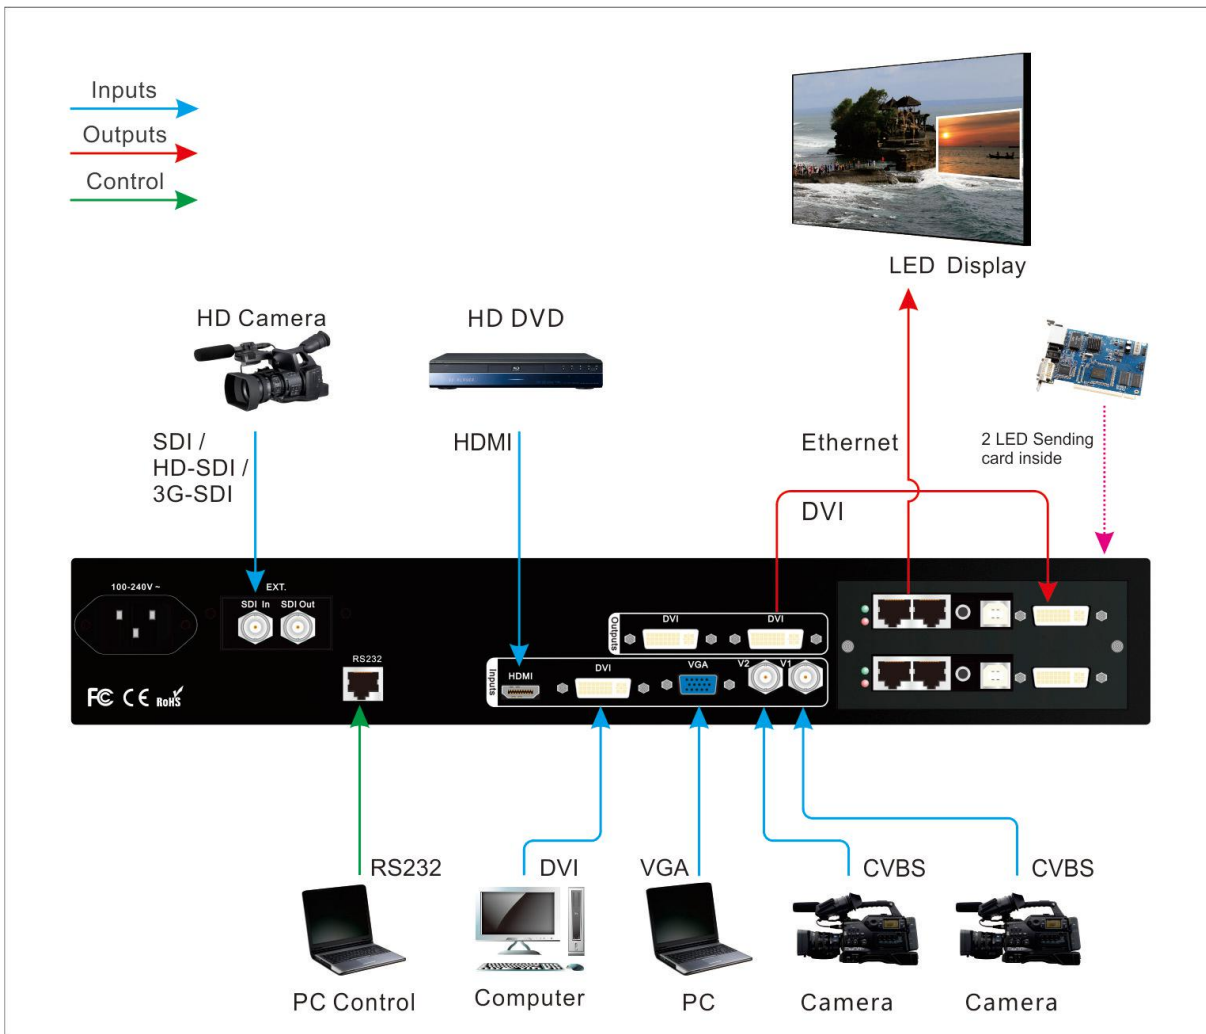 Inputs
Outputs
Control
LED Display
HD Camera
HD DVD
SDI /
HD-SDI /
3G-SDI
HDMI
Ethernet
2 LED Sending
card inside
DVI
100-240V ~
EXT.
SDI In
SDI Out
Outputs
DVI
DVI
RS232
Inputs
HDMI
DVI
VGA
V2
V1
FC CE RoHS
RS232
DVI
VGA
CVBS
CVBS
PC Control
Computer
PC
Camera
Camera